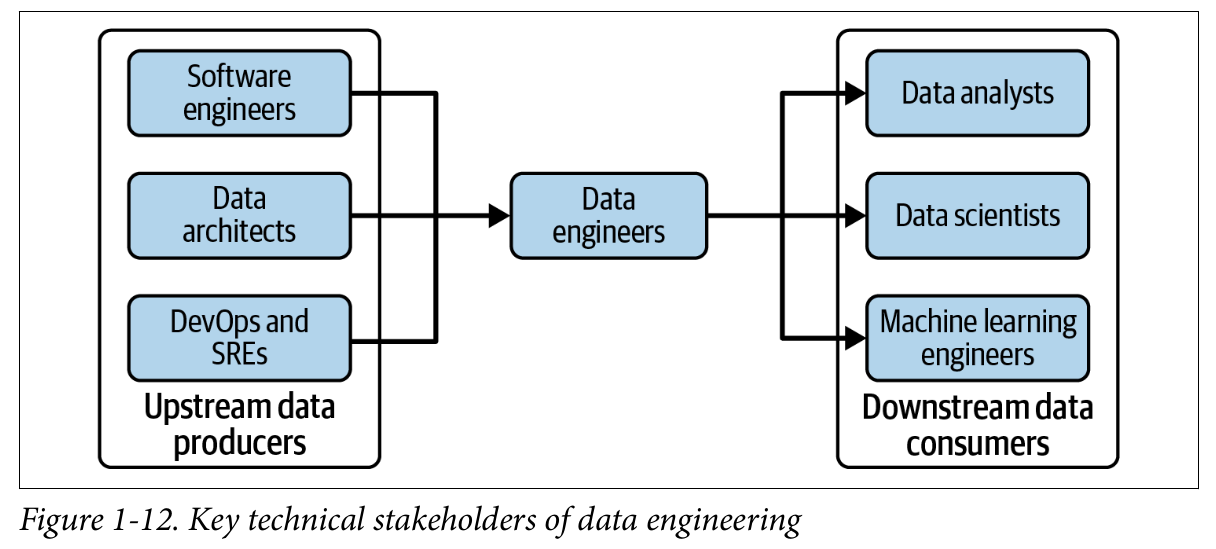 Software
engineers
Data
architects
DevOps and
SREs
Upstream data
producers
Data
engineers
Data analysts
Data scientists
Machine learning
engineers
Downstream data
consumers
Figure 1-12. Key technical stakeholders of data engineering